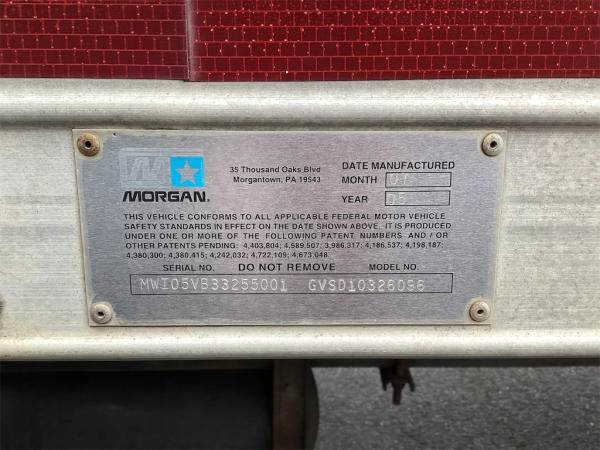 35 Thousand Oaks Blvd
Morgantown, PA 19543
MORGAN.
DATE MANUFACTURED
MONTH 07
YEAR 05
THIS VEHICLE CONFORMS TO ALL APPLICABLE FEDERAL MOTOR VEHICLE
SAFETY STANDARDS IN EFFECT ON THE DATE SHOWN ABOVE. IT IS PRODUCED
UNDER ONE OR MORE OF THE FOLLOWING PATENT NUMBERS AND / OR
OTHER PATENTS PENDING: 4,403,804; 4,589,507; 3,986,317; 4,186,537; 4,198,187;
4,380,300; 4,380,415; 4,242,032; 4,722,109; 4,673,048.
SERIAL NO. DO NOT REMOVE MODEL NO.
MWI05VB33255001 GVSD10326096